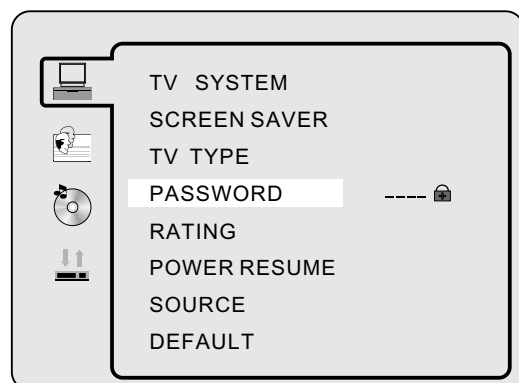 TV SYSTEM
SCREEN SAVER
TV TYPE
PASSWORD ----
RATING
POWER RESUME
SOURCE
DEFAULT